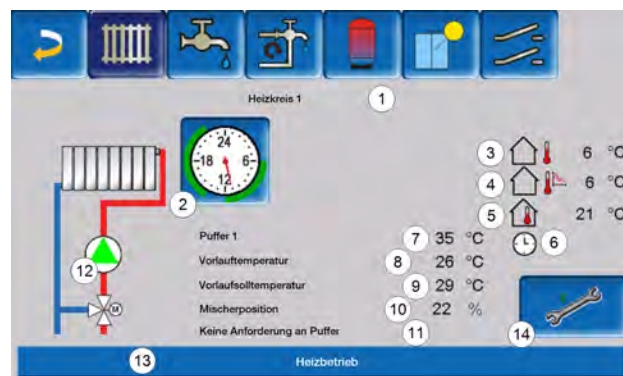 Heizkreis 1
1
24
18
6
12
2
3
6 °C
4
6 °C
5
21 °C
6
Puffer 1
7
35 °C
Vorlauftemperatur
8
26 °C
Vorlaufsolltemperatur
9
29 °C
Mischerposition
10
22 %
Keine Anforderung an Puffer
11
12
M
14
13
Heizbetrieb